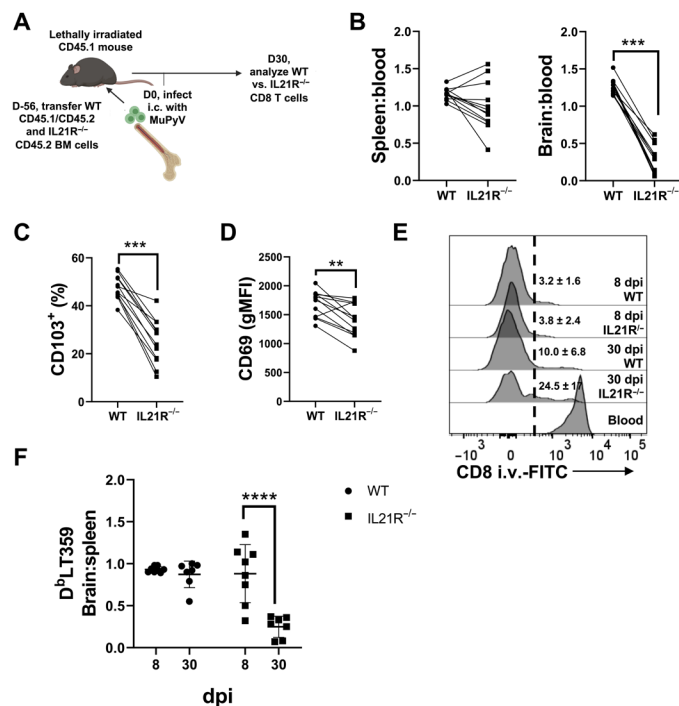 A
Lethally irradiated
CD45.1 mouse
D-56, transfer WT
CD45.1/CD45.2
and IL21R⁻/⁻
CD45.2 BM cells
D0, infect
i.c. with
MuPyV
D30,
analyze WT
vs. IL21R⁻/⁻
CD8 T cells
B
Spleen:blood
2.0
1.5
1.0
0.5
0.0
WT IL21R⁻/⁻
Brain:blood
2.0
1.5
1.0
0.5
0.0
***
WT IL21R⁻/⁻
C
CD103⁺ (%)
60
40
20
0
***
WT IL21R⁻/⁻
D
CD69 (gMFI)
2500
2000
1500
1000
500
0
**
WT IL21R⁻/⁻
E
3.2 ± 1.6
8 dpi
WT
3.8 ± 2.4
8 dpi
IL21R/⁻
10.0 ± 6.8
30 dpi
WT
24.5 ± 17
30 dpi
IL21R⁻/⁻
Blood
−10³ 0 10³ 10⁴ 10⁵
CD8 i.v.-FITC
F
DᵇLT359
Brain:spleen
2.0
1.5
1.0
0.5
0.0
****
8 30 8 30
dpi
WT
IL21R⁻/⁻